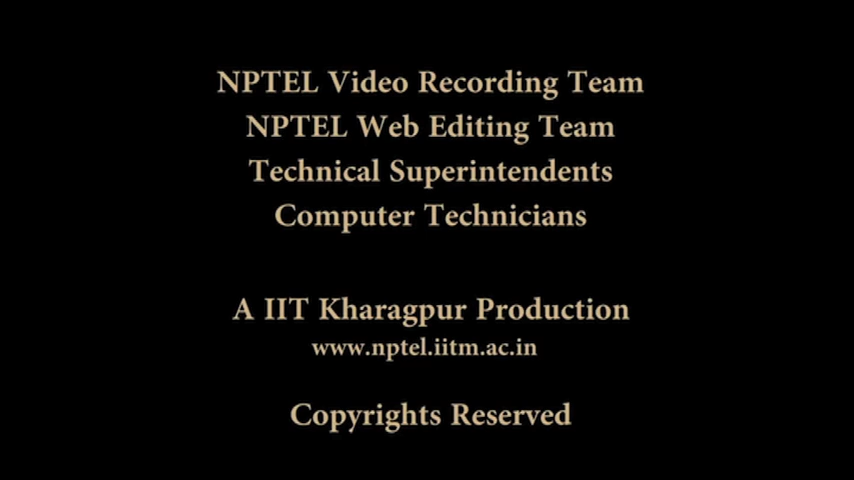 NPTEL Video Recording Team
NPTEL Web Editing Team
Technical Superintendents
Computer Technicians
A IIT Kharagpur Production
www.nptel.iitm.ac.in
Copyrights Reserved